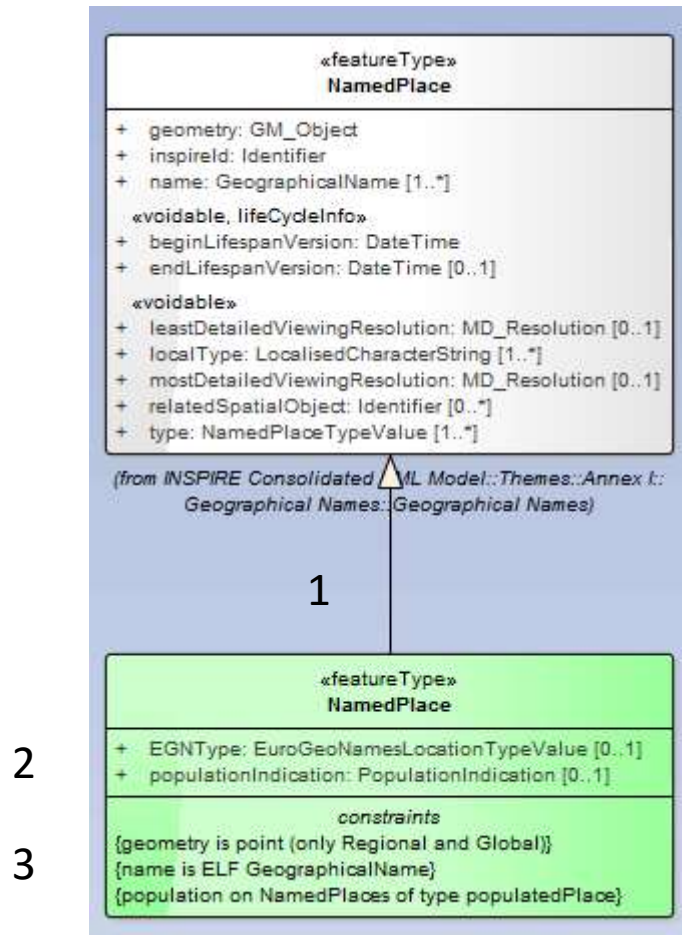 «featureType»
NamedPlace
+ geometry: GM_Object
+ inspireId: Identifier
+ name: GeographicalName [1..*]
«voidable, lifeCycleInfo»
+ beginLifespanVersion: DateTime
+ endLifespanVersion: DateTime [0..1]
«voidable»
+ leastDetailedViewingResolution: MD_Resolution [0..1]
+ localType: LocalisedCharacterString [1..*]
+ mostDetailedViewingResolution: MD_Resolution [0..1]
+ relatedSpatialObject: Identifier [0..*]
+ type: NamedPlaceTypeValue [1..*]
(from INSPIRE Consolidated ML Model::Themes::Annex I::
Geographical Names::Geographical Names)
1
«featureType»
NamedPlace
2
+ EGNType: EuroGeoNamesLocationTypeValue [0..1]
+ populationIndication: PopulationIndication [0..1]
constraints
3
{geometry is point (only Regional and Global)}
{name is ELF GeographicalName}
{population on NamedPlaces of type populatedPlace}